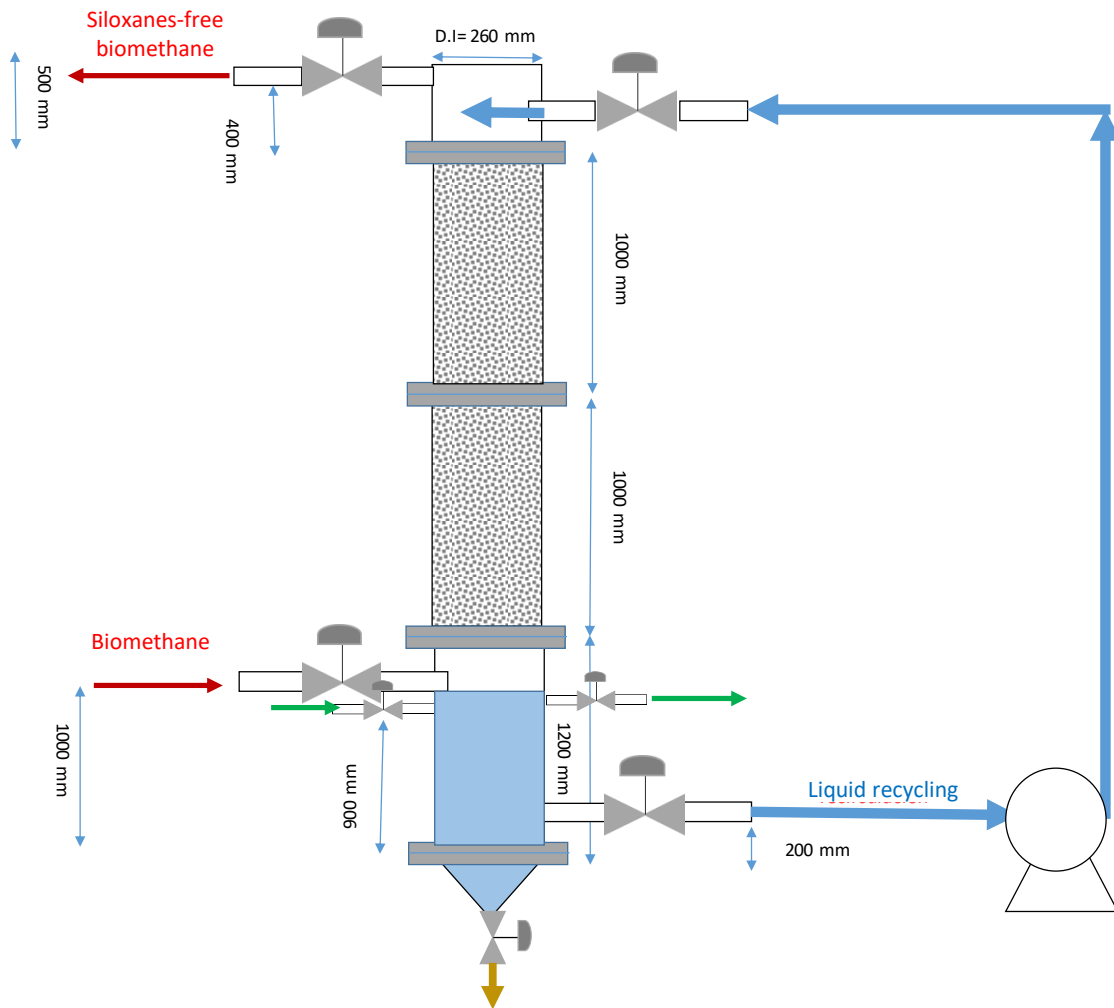 Siloxanes-free
biomethane
D.I= 260 mm
500 mm
400 mm
1000 mm
1000 mm
Biomethane
1000 mm
900 mm
1200 mm
Liquid recycling
200 mm